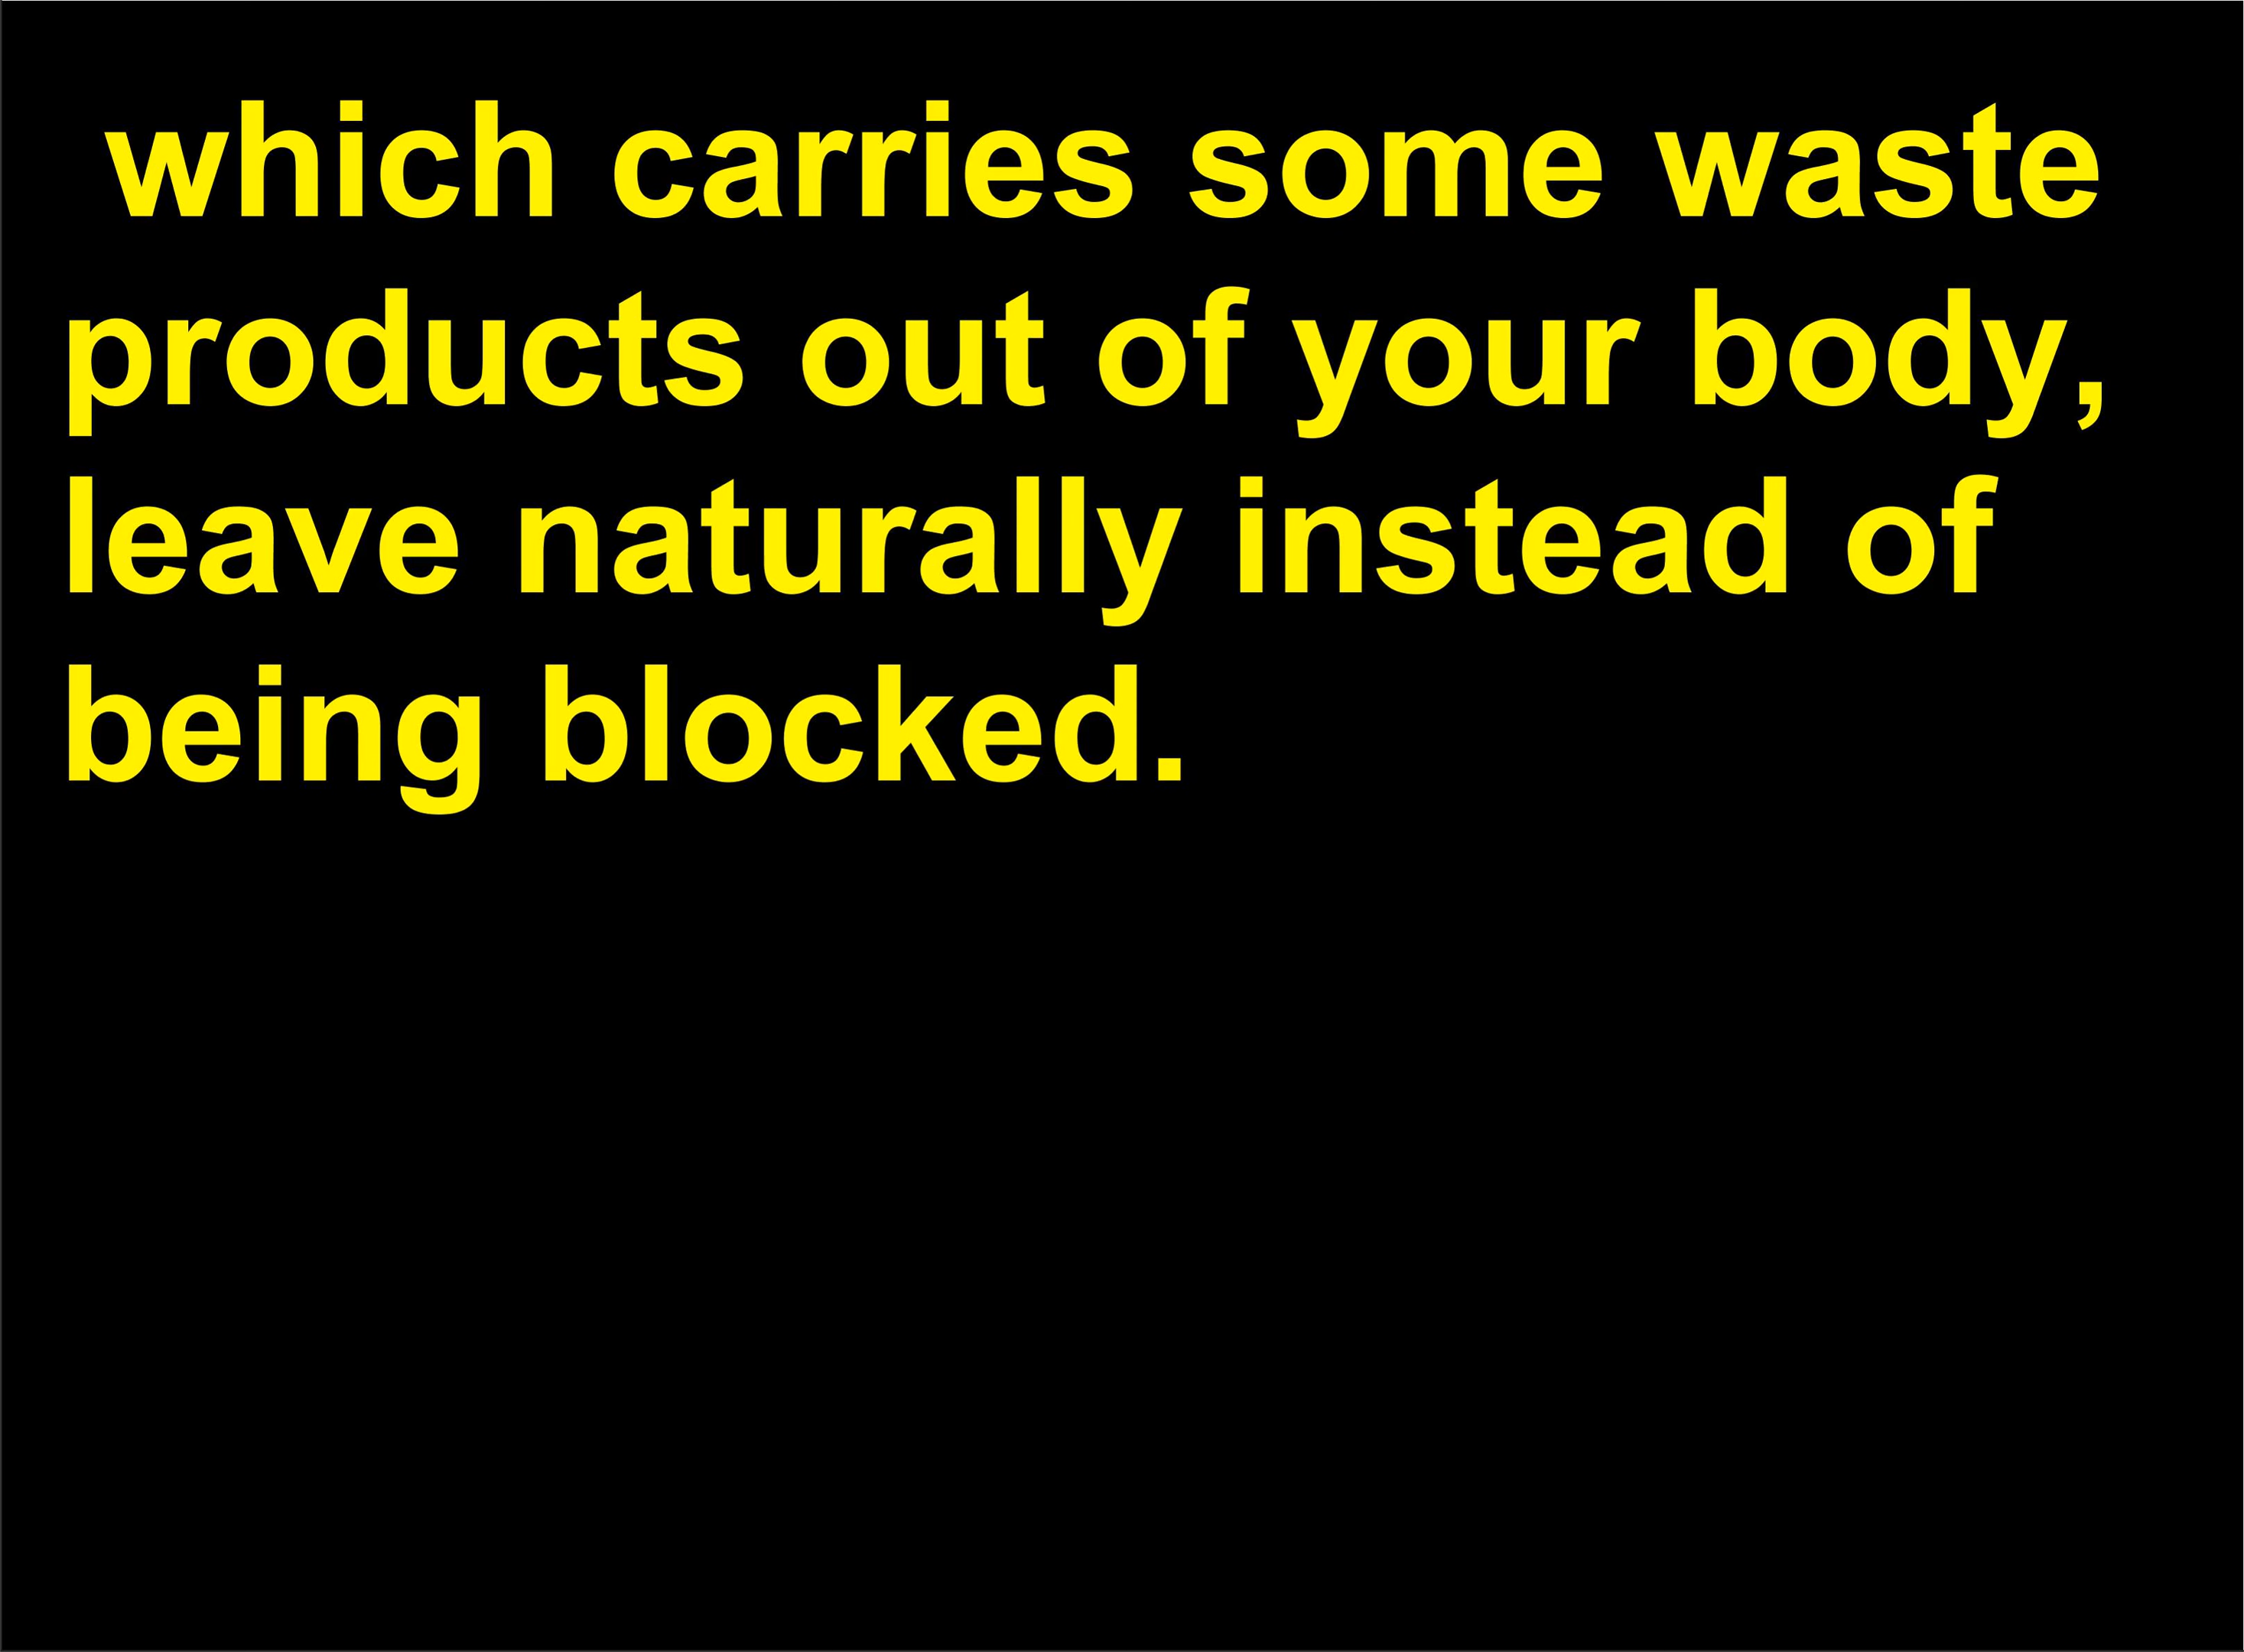 which carries some waste
products out of your body,
leave naturally instead of
being blocked.